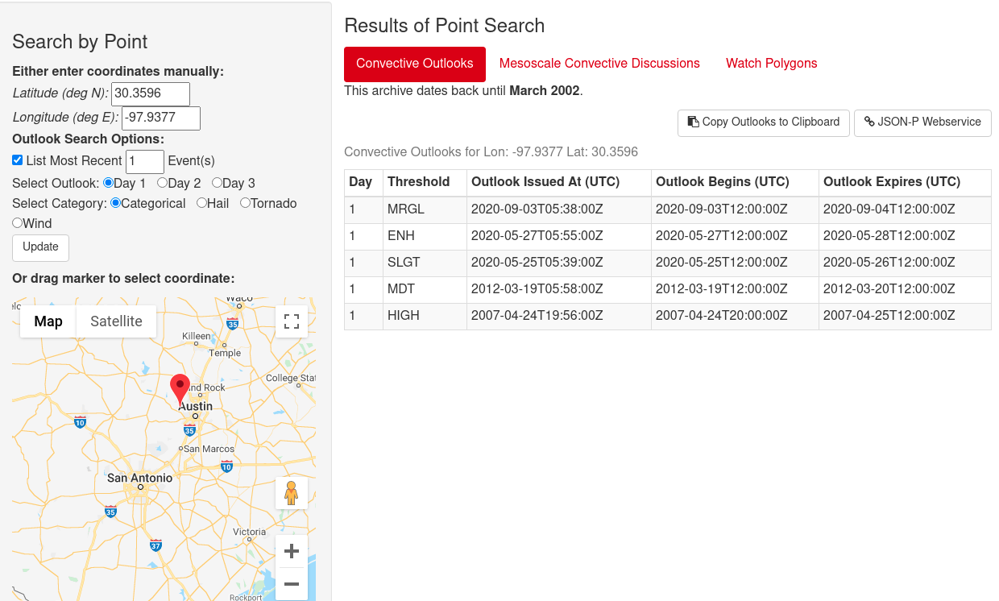 Search by Point
Either enter coordinates manually:
Latitude (deg N): 30.3596
Longitude (deg E): -97.9377
Outlook Search Options:
List Most Recent 1 Event(s)
Select Outlook: Day 1 Day 2 Day 3
Select Category: Categorical Hail Tornado
Wind
Update
Or drag marker to select coordinate:
Map Satellite
Waco
35
Killeen
Temple
College Stat
nd Rock
Austin
10
35
San Marcos
10
San Antonio
35
Victoria
37
Rockport
Results of Point Search
Convective Outlooks Mesoscale Convective Discussions Watch Polygons
This archive dates back until March 2002.
Copy Outlooks to Clipboard JSON-P Webservice
Convective Outlooks for Lon: -97.9377 Lat: 30.3596
Day Threshold Outlook Issued At (UTC) Outlook Begins (UTC) Outlook Expires (UTC)
1 MRGL 2020-09-03T05:38:00Z 2020-09-03T12:00:00Z 2020-09-04T12:00:00Z
1 ENH 2020-05-27T05:55:00Z 2020-05-27T12:00:00Z 2020-05-28T12:00:00Z
1 SLGT 2020-05-25T05:39:00Z 2020-05-25T12:00:00Z 2020-05-26T12:00:00Z
1 MDT 2012-03-19T05:58:00Z 2012-03-19T12:00:00Z 2012-03-20T12:00:00Z
1 HIGH 2007-04-24T19:56:00Z 2007-04-24T20:00:00Z 2007-04-25T12:00:00Z